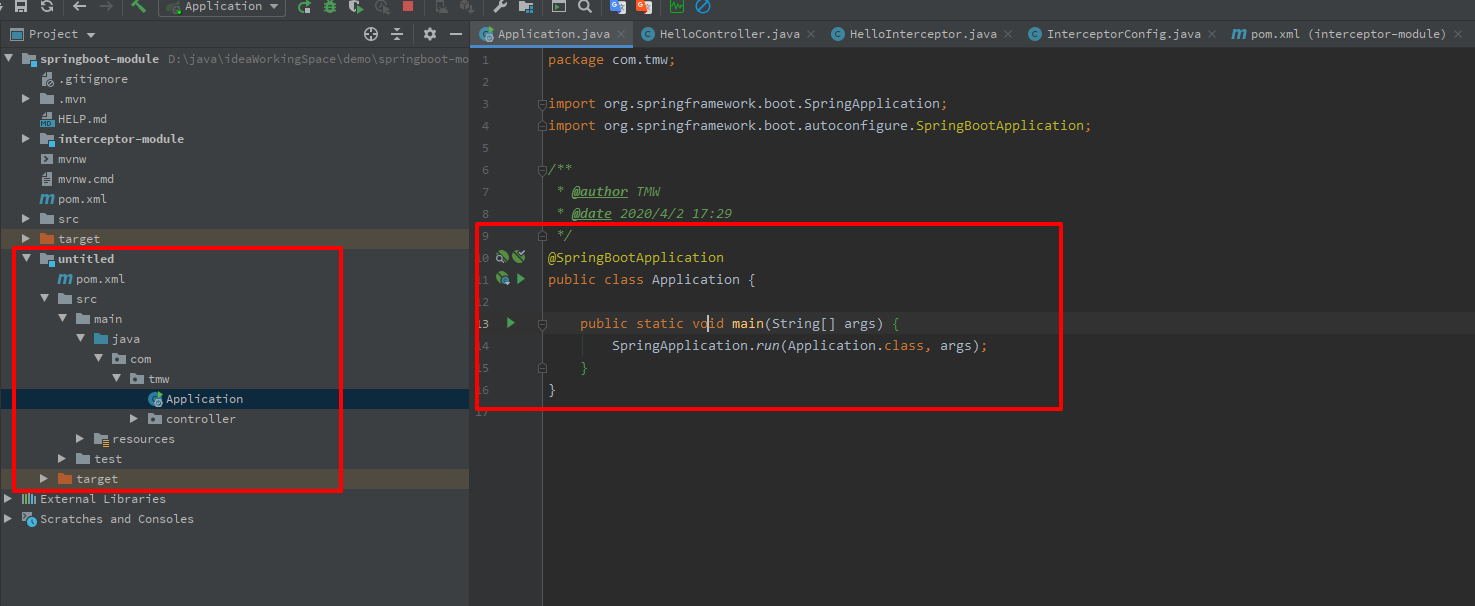 Application
Project
springboot-module D:\java\ideaWorkingSpace\demo\springboot-mo
.gitignore
.mvn
HELP.md
interceptor-module
mvnw
mvnw.cmd
pom.xml
src
target
untitled
pom.xml
src
main
java
com
tmw
Application
controller
resources
test
target
External Libraries
Scratches and Consoles
Application.java
HelloController.java
HelloInterceptor.java
InterceptorConfig.java
pom.xml (interceptor-module)
1 package com.tmw;
2
3 import org.springframework.boot.SpringApplication;
4 import org.springframework.boot.autoconfigure.SpringBootApplication;
5
6 /**
7 * @author TMW
8 * @date 2020/4/2 17:29
9 */
10 @SpringBootApplication
11 public class Application {
12
13 public static void main(String[] args) {
14 SpringApplication.run(Application.class, args);
15 }
16 }
17